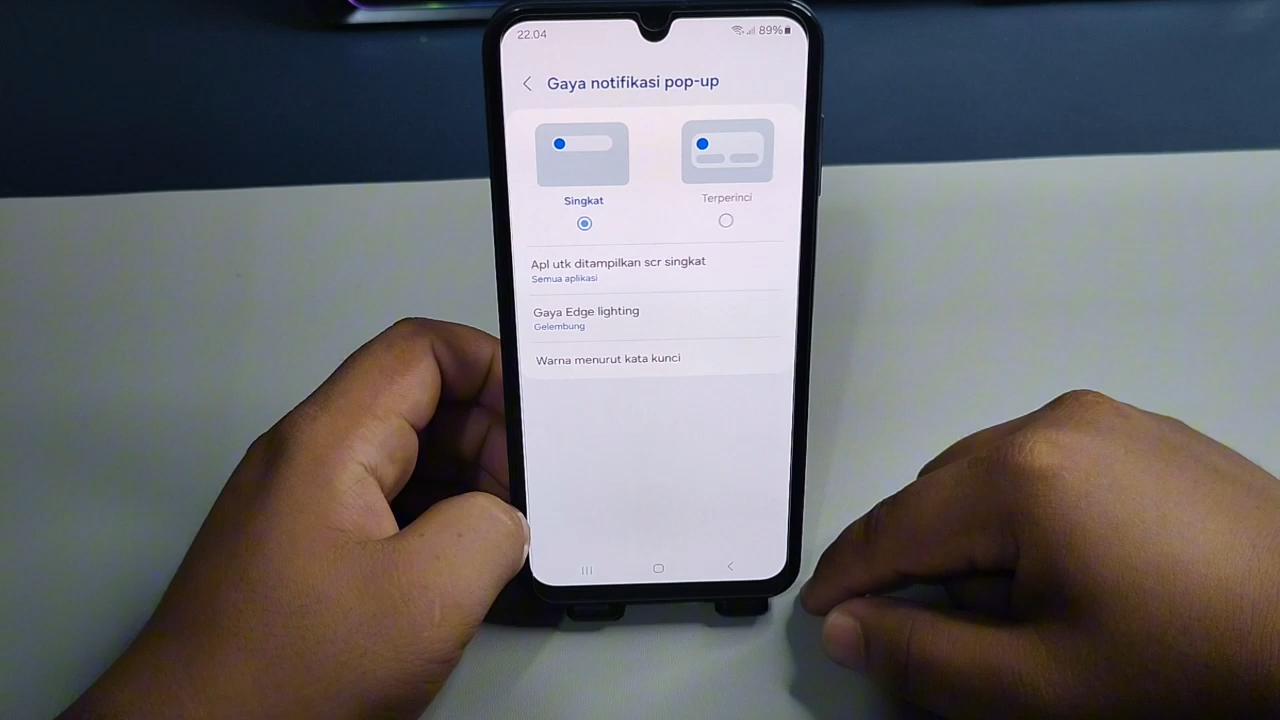 22.04
89%
Gaya notifikasi pop-up
Singkat
Terperinci
Apl utk ditampilkan scr singkat
Semua aplikasi
Gaya Edge lighting
Gelembung
Warna menurut kata kunci